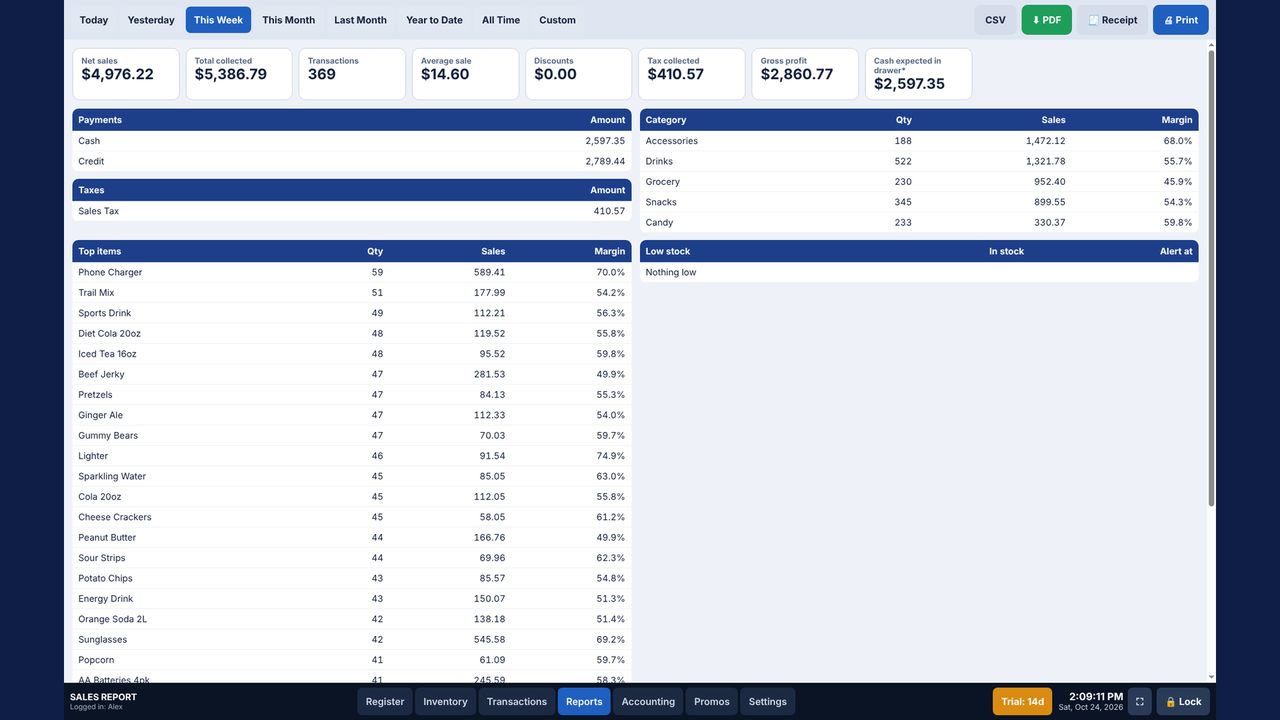 Today Yesterday This Week This Month Last Month Year to Date All Time Custom CSV ⬇ PDF 🧾 Receipt 🖨 Print
Net sales
$4,976.22
Total collected
$5,386.79
Transactions
369
Average sale
$14.60
Discounts
$0.00
Tax collected
$410.57
Gross profit
$2,860.77
Cash expected in
drawer*
$2,597.35
Payments Amount
Cash 2,597.35
Credit 2,789.44
Taxes Amount
Sales Tax 410.57
Category Qty Sales Margin
Accessories 188 1,472.12 68.0%
Drinks 522 1,321.78 55.7%
Grocery 230 952.40 45.9%
Snacks 345 899.55 54.3%
Candy 233 330.37 59.8%
Top items Qty Sales Margin
Phone Charger 59 589.41 70.0%
Trail Mix 51 177.99 54.2%
Sports Drink 49 112.21 56.3%
Diet Cola 20oz 48 119.52 55.8%
Iced Tea 16oz 48 95.52 59.8%
Beef Jerky 47 281.53 49.9%
Pretzels 47 84.13 55.3%
Ginger Ale 47 112.33 54.0%
Gummy Bears 47 70.03 59.7%
Lighter 46 91.54 74.9%
Sparkling Water 45 85.05 63.0%
Cola 20oz 45 112.05 55.8%
Cheese Crackers 45 58.05 61.2%
Peanut Butter 44 166.76 49.9%
Sour Strips 44 69.96 62.3%
Potato Chips 43 85.57 54.8%
Energy Drink 43 150.07 51.3%
Orange Soda 2L 42 138.18 51.4%
Sunglasses 42 545.58 69.2%
Popcorn 41 61.09 59.7%
AA Batteries 4pk 41 245.59 58.3%
Low stock In stock Alert at
Nothing low
SALES REPORT
Logged in: Alex
Register Inventory Transactions Reports Accounting Promos Settings
Trial: 14d
2:09:11 PM
Sat, Oct 24, 2026
🔒 Lock